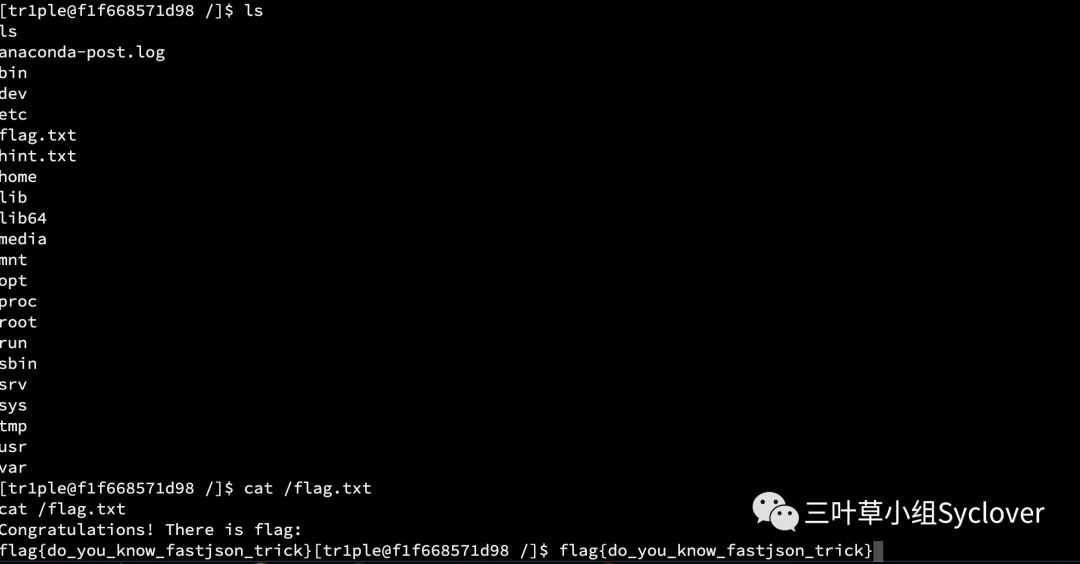 [tr1ple@f1f668571d98 /]$ ls
ls
anaconda-post.log
bin
dev
etc
flag.txt
hint.txt
home
lib
lib64
media
mnt
opt
proc
root
run
sbin
srv
sys
tmp
usr
var
[tr1ple@f1f668571d98 /]$ cat /flag.txt
cat /flag.txt
Congratulations! There is flag:
flag{do_you_know_fastjson_trick}[tr1ple@f1f668571d98 /]$ flag{do_you_know_fastjson_trick}
三叶草小组Syclover